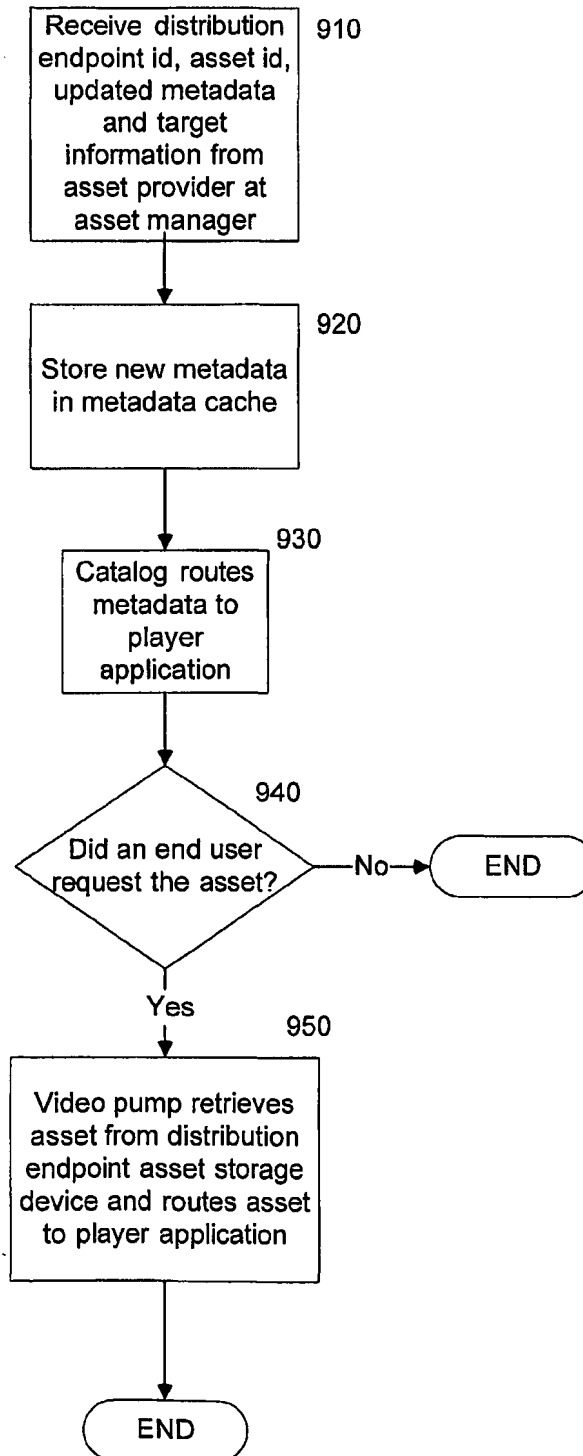 Receive distribution
endpoint id, asset id,
updated metadata
and target
information from
asset provider at
asset manager
910
Store new metadata
in metadata cache
920
930
Catalog routes
metadata to
player
application
940
Did an end user
request the asset?
No
END
Yes
950
Video pump retrieves
asset from distribution
endpoint asset storage
device and routes asset
to player application
END